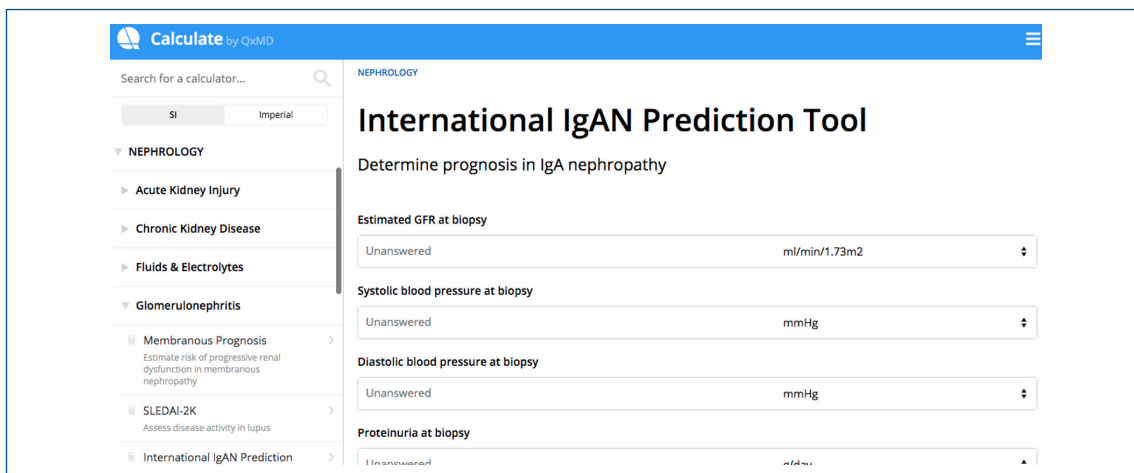 Calculate by QxMD
Search for a calculator...
SI
Imperial
NEPHROLOGY
Acute Kidney Injury
Chronic Kidney Disease
Fluids & Electrolytes
Glomerulonephritis
Membranous Prognosis
Estimate risk of progressive renal
dysfunction in membranous
nephropathy
SLEDAI-2K
Assess disease activity in lupus
International IgAN Prediction
NEPHROLOGY
International IgAN Prediction Tool
Determine prognosis in IgA nephropathy
Estimated GFR at biopsy
Unanswered ml/min/1.73m2
Systolic blood pressure at biopsy
Unanswered mmHg
Diastolic blood pressure at biopsy
Unanswered mmHg
Proteinuria at biopsy
Unanswered g/day